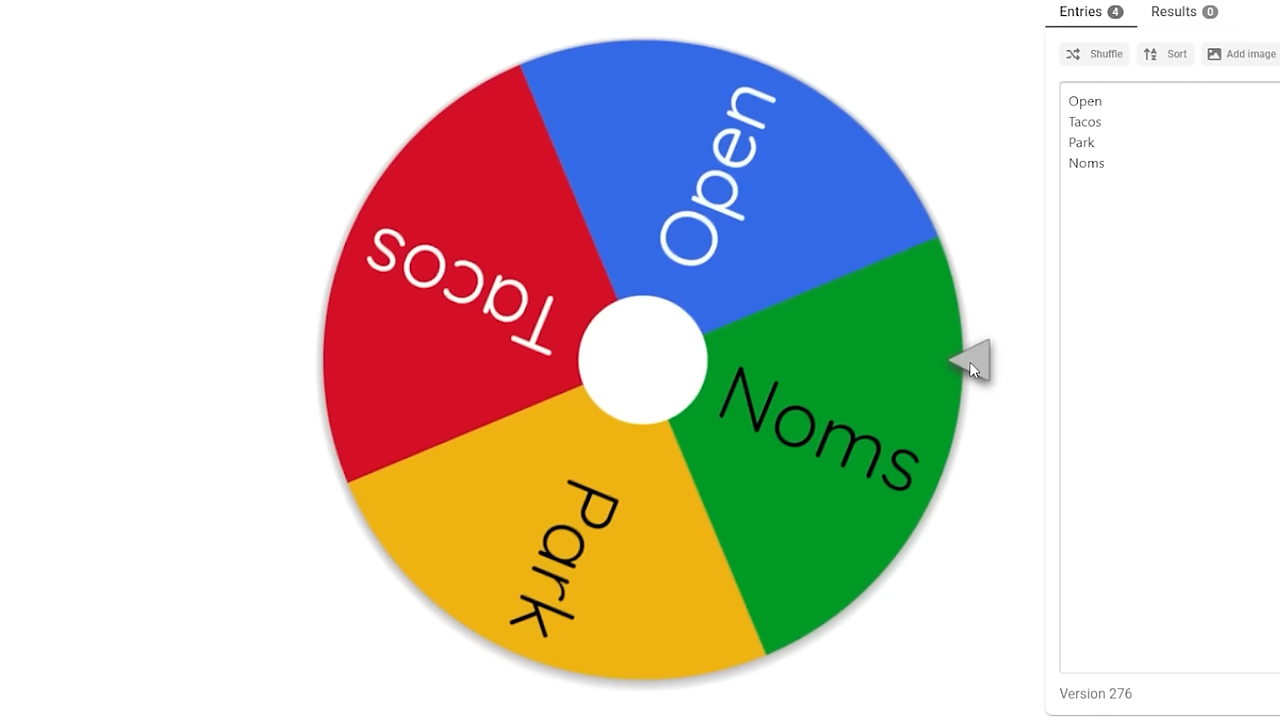 Entries 4 Results 0
Shuffle Sort Add image
Open
Tacos
Park
Noms
Open
Tacos
Noms
Park
Version 276